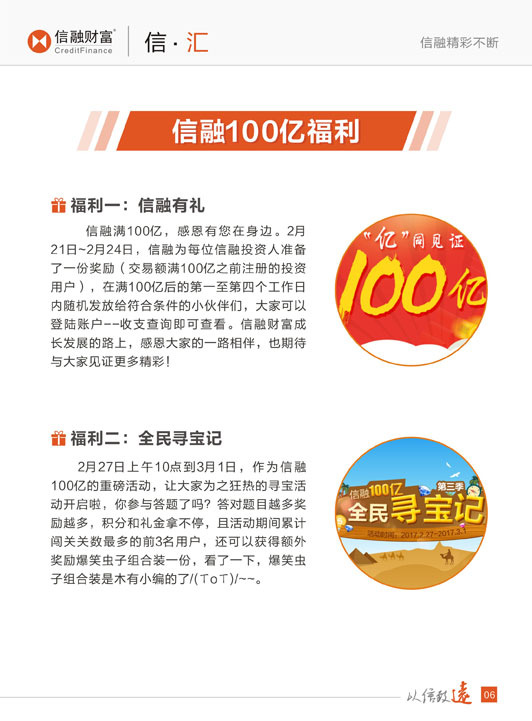 信融财富®
CreditFinance
信·汇
信融精彩不断
信融100亿福利
福利一：信融有礼
信融满100亿，感恩有您在身边。2月
21日~2月24日，信融为每位信融投资人准备
了一份奖励（交易额满100亿之前注册的投资
用户），在满100亿后的第一至第四个工作日
内随机发放给符合条件的小伙伴们，大家可以
登陆账户--收支查询即可查看。信融财富成
长发展的路上，感恩大家的一路相伴，也期待
与大家见证更多精彩！
“亿”同见证
100亿
福利二：全民寻宝记
2月27日上午10点到3月1日，作为信融
100亿的重磅活动，让大家为之狂热的寻宝活
动开启啦，你参与答题了吗？答对题目越多奖
励越多，积分和礼金拿不停，且活动期间累计
闯关关数最多的前3名用户，还可以获得额外
奖励爆笑虫子组合装一份，看了一下，爆笑虫
子组合装是木有小编的了/(ㄒoㄒ)/~~。
第三季
信融100亿
全民寻宝记
活动时间：2017.2.27-2017.3.1
以信致远
06